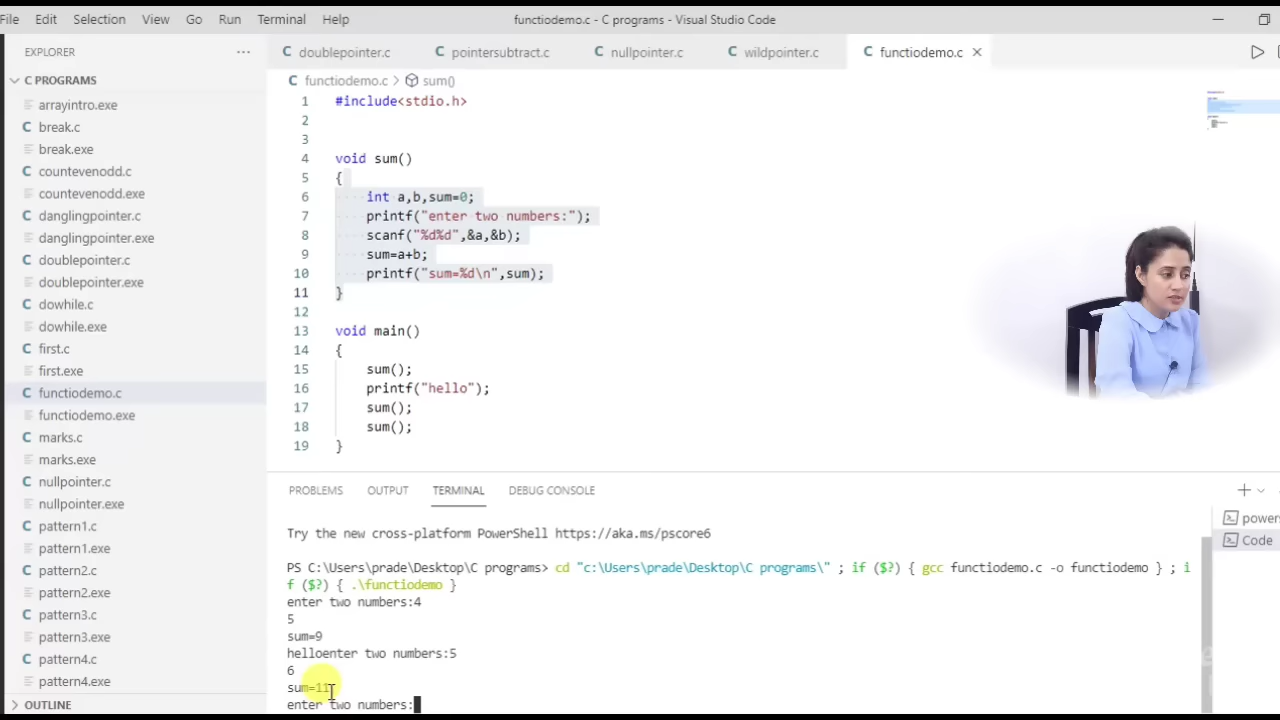 File Edit Selection View Go Run Terminal Help functiodemo.c - C programs - Visual Studio Code
EXPLORER
doublepointer.c pointersubtract.c nullpointer.c wildpointer.c functiodemo.c
C PROGRAMS
functiodemo.c > sum()
arrayintro.exe
break.c
break.exe
countevenodd.c
countevenodd.exe
danglingpointer.c
danglingpointer.exe
doublepointer.c
doublepointer.exe
dowhile.c
dowhile.exe
first.c
first.exe
functiodemo.c
functiodemo.exe
marks.c
marks.exe
nullpointer.c
nullpointer.exe
pattern1.c
pattern1.exe
pattern2.c
pattern2.exe
pattern3.c
pattern3.exe
pattern4.c
pattern4.exe
OUTLINE
1 #include<stdio.h>
2
3
4 void sum()
5 {
6 int a,b,sum=0;
7 printf("enter two numbers:");
8 scanf("%d%d",&a,&b);
9 sum=a+b;
10 printf("sum=%d\n",sum);
11 }
12
13 void main()
14 {
15 sum();
16 printf("hello");
17 sum();
18 sum();
19 }
PROBLEMS OUTPUT TERMINAL DEBUG CONSOLE
Try the new cross-platform PowerShell https://aka.ms/pscore6
PS C:\Users\prade\Desktop\C programs> cd "c:\Users\prade\Desktop\C programs\" ; if ($?) { gcc functiodemo.c -o functiodemo } ; i
f ($?) { .\functiodemo }
enter two numbers:4
5
sum=9
helloenter two numbers:5
6
sum=11
enter two numbers:
powers
Code